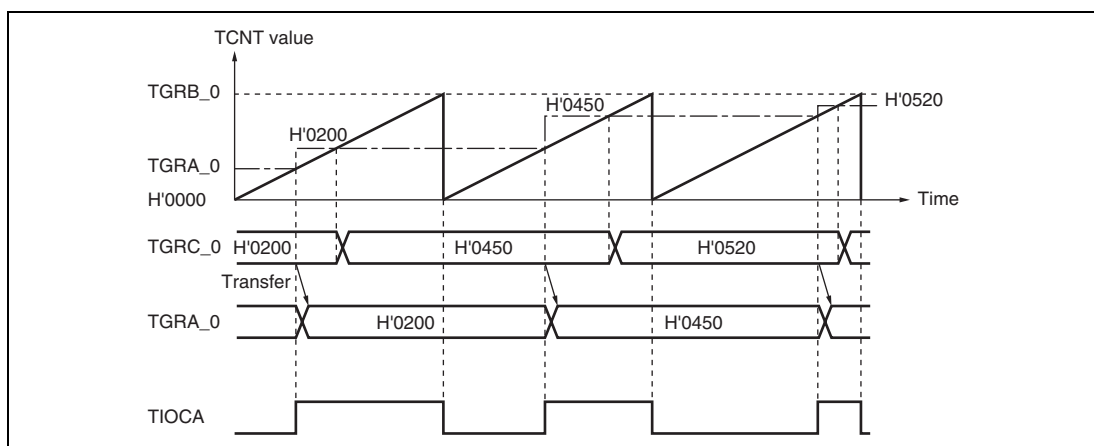 TCNT value
TGRB_0
H'0520
H'0450
H'0200
TGRA_0
H'0000
Time
TGRC_0 H'0200 H'0450 H'0520
Transfer
TGRA_0 H'0200 H'0450
TIOCA